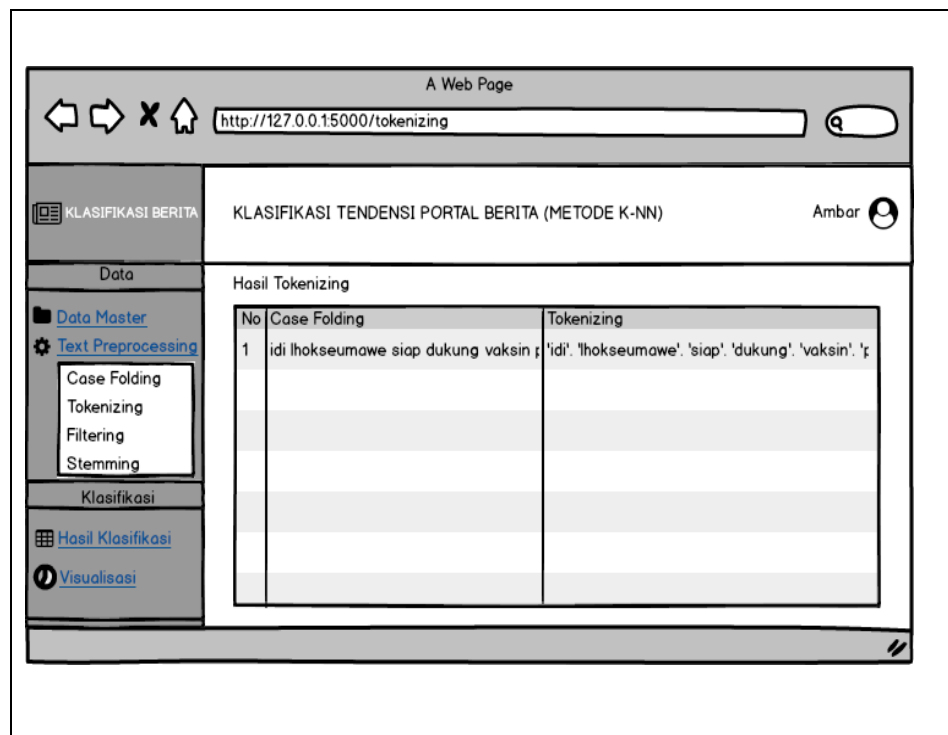 A Web Page
http://127.0.0.1:5000/tokenizing
KLASIFIKASI BERITA
KLASIFIKASI TENDENSI PORTAL BERITA (METODE K-NN)
Ambar
Data
Data Master
Text Preprocessing
Case Folding
Tokenizing
Filtering
Stemming
Klasifikasi
Hasil Klasifikasi
Visualisasi
Hasil Tokenizing
No Case Folding Tokenizing
1 idi lhokseumawe siap dukung vaksin p 'idi'. 'lhokseumawe'. 'siap'. 'dukung'. 'vaksin'. 'p